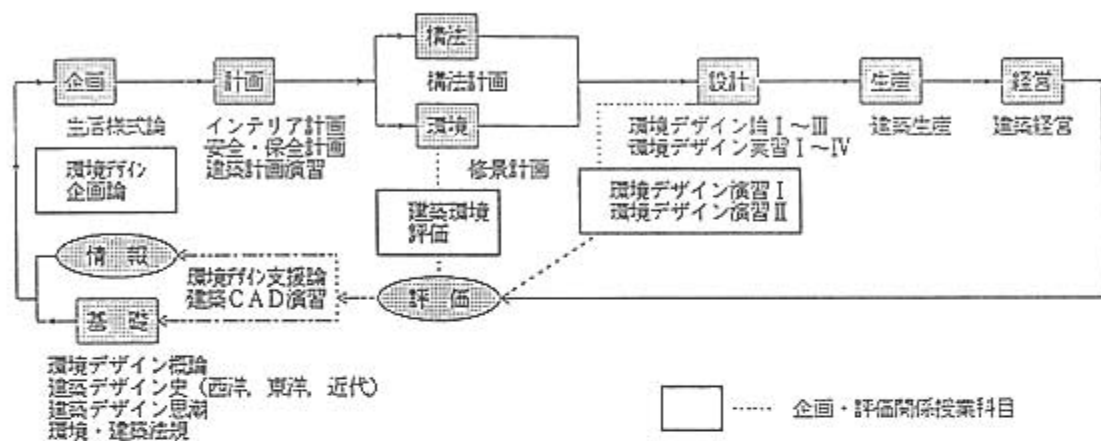 構法
企画
計画
構法計画
設計
生産
経営
環境
生活様式論
インテリア計画
安全・保全計画
建築計画演習
環境デザイン論Ⅰ～Ⅲ
環境デザイン実習Ⅰ～Ⅳ
建築生産
建築経営
環境デザイン
企画論
修景計画
建築環境
評価
環境デザイン演習Ⅰ
環境デザイン演習Ⅱ
情報
環境デザイン支援論
建築CAD演習
評価
基礎
環境デザイン概論
建築デザイン史（西洋，東洋，近代）
建築デザイン思潮
環境・建築法規
企画・評価関係授業科目